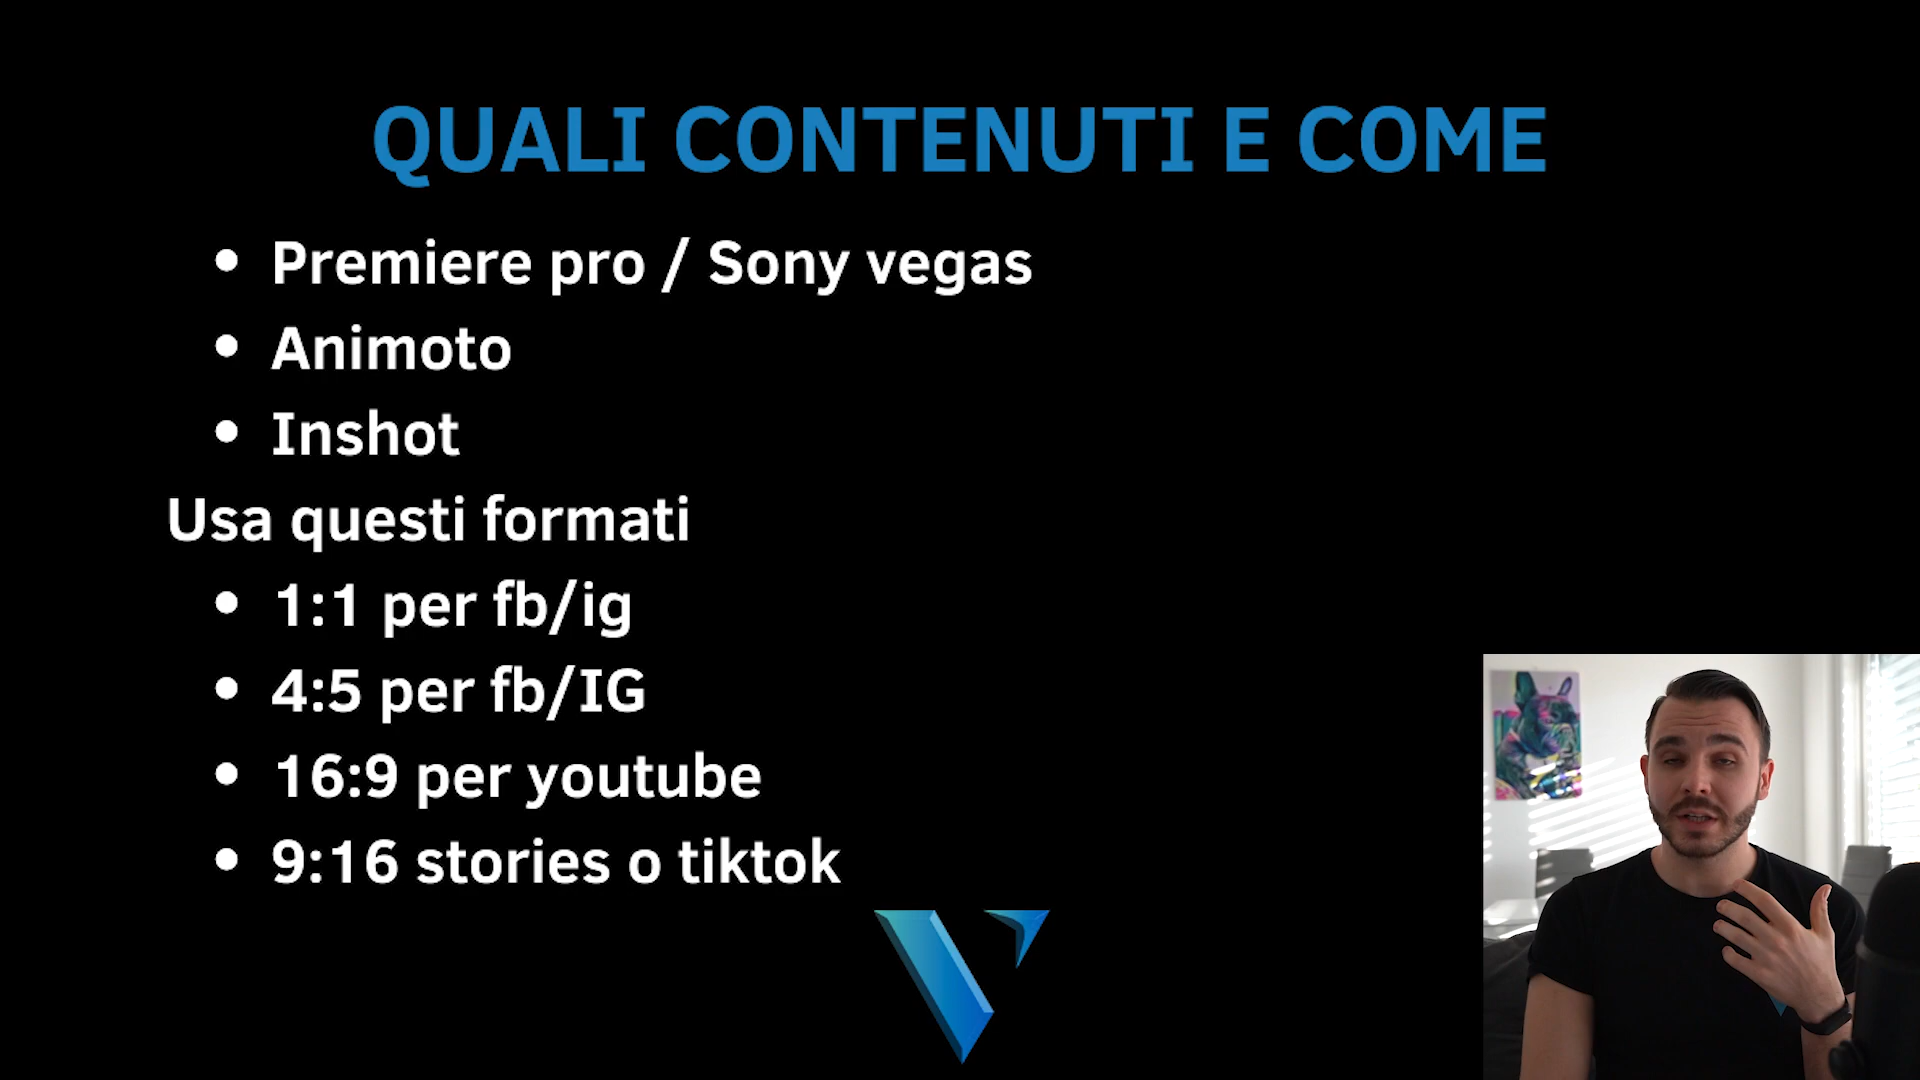 QUALI CONTENUTI E COME
• Premiere pro / Sony vegas
• Animoto
• Inshot
Usa questi formati
• 1:1 per fb/ig
• 4:5 per fb/IG
• 16:9 per youtube
• 9:16 stories o tiktok